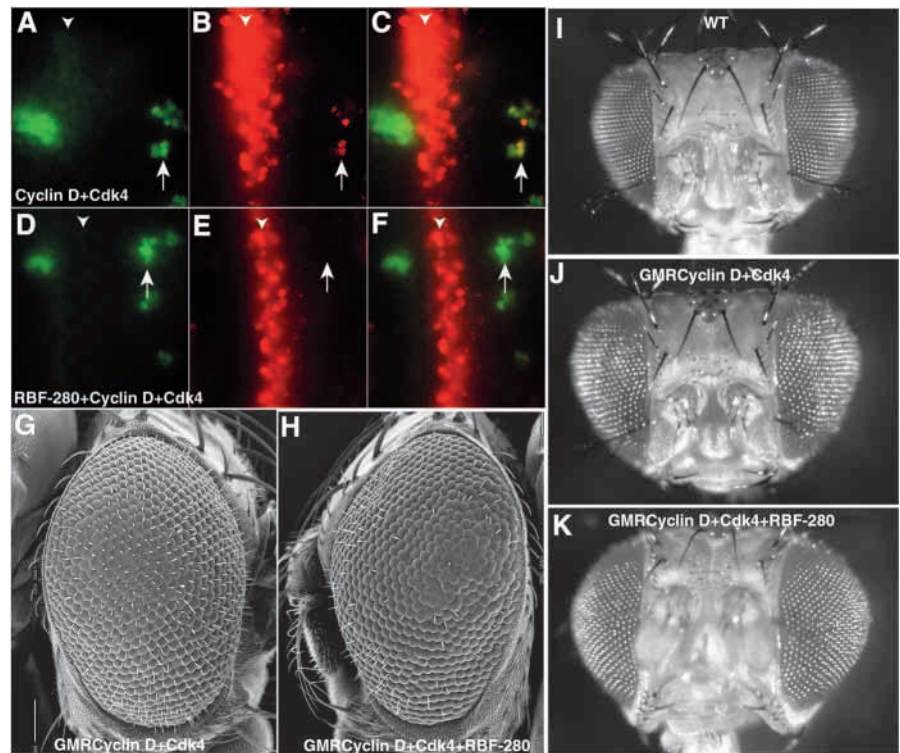 A
B
C
Cyclin D+Cdk4
D
E
F
RBF-280+Cyclin D+Cdk4
G
GMRCyclin D+Cdk4
H
GMRCyclin D+Cdk4+RBF-280
I
WT
J
GMRCyclin D+Cdk4
K
GMRCyclin D+Cdk4+RBF-280